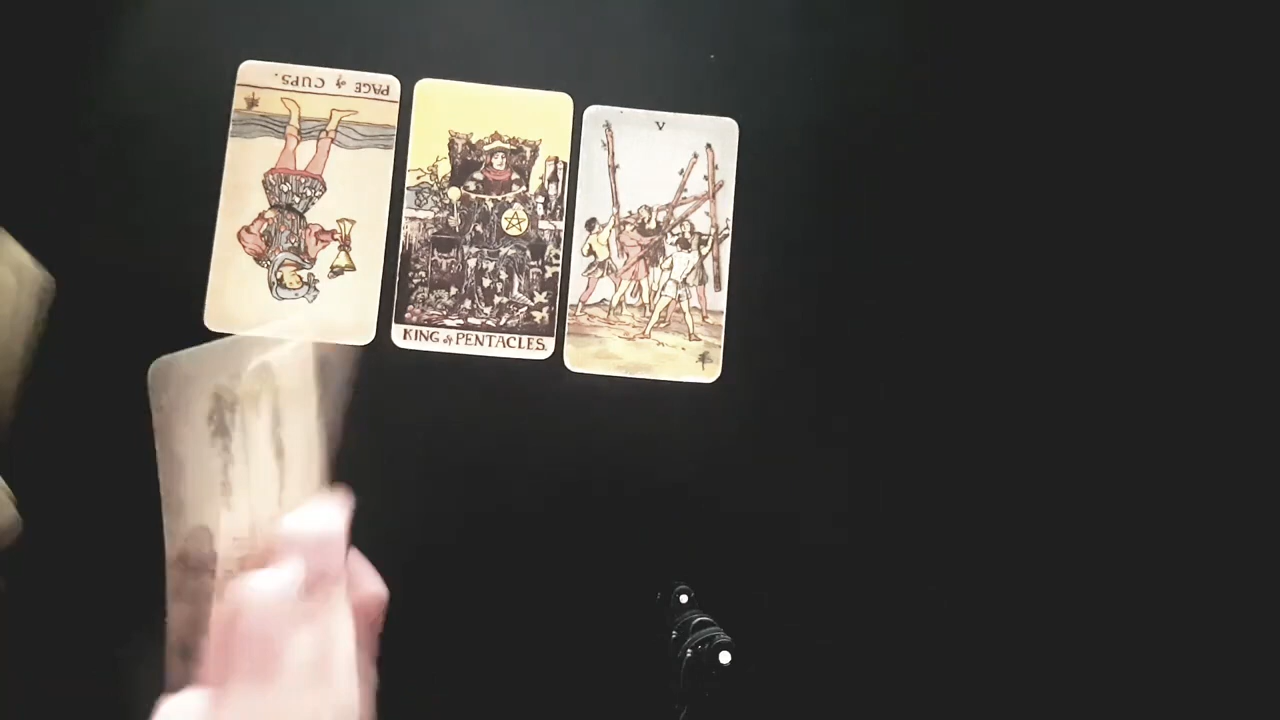 PAGE of CUPS.
KING of PENTACLES.
V